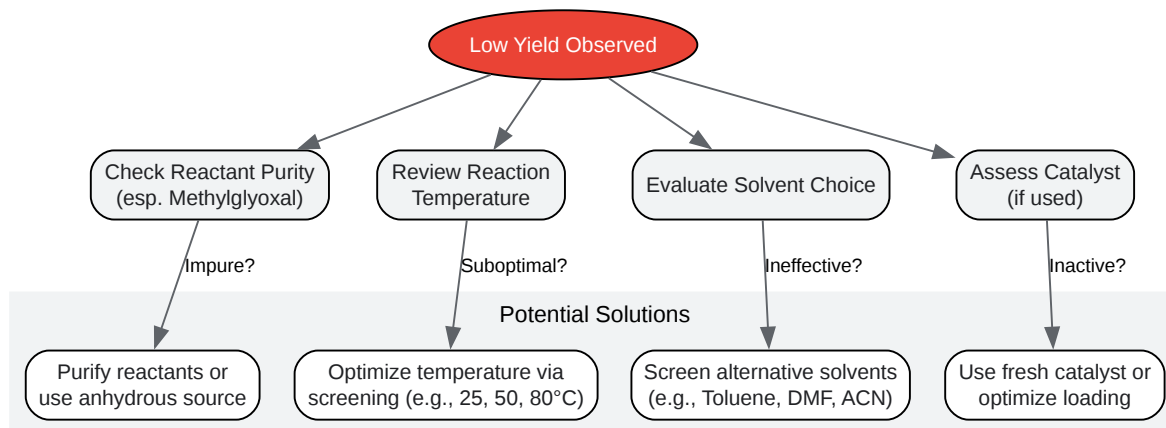 Low Yield Observed
Check Reactant Purity
(esp. Methylglyoxal)
Review Reaction
Temperature
Evaluate Solvent Choice
Assess Catalyst
(if used)
Impure?
Suboptimal?
Ineffective?
Inactive?
Potential Solutions
Purify reactants or
use anhydrous source
Optimize temperature via
screening (e.g., 25, 50, 80°C)
Screen alternative solvents
(e.g., Toluene, DMF, ACN)
Use fresh catalyst or
optimize loading